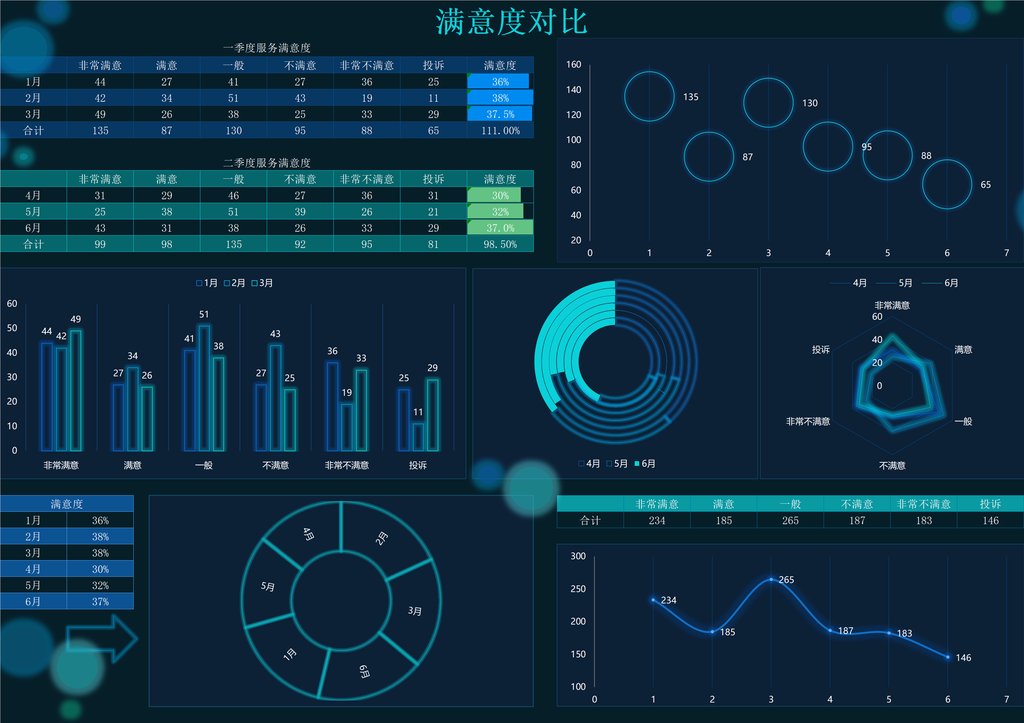 满意度对比
一季度服务满意度
非常满意 满意 一般 不满意 非常不满意 投诉 满意度
1月 44 27 41 27 36 25 36%
2月 42 34 51 43 19 11 38%
3月 49 26 38 25 33 29 37.5%
合计 135 87 130 95 88 65 111.00%
二季度服务满意度
非常满意 满意 一般 不满意 非常不满意 投诉 满意度
4月 31 29 46 27 36 31 30%
5月 25 38 51 39 26 21 32%
6月 43 31 38 26 33 29 37.0%
合计 99 98 135 92 95 81 98.50%
160
140
120
100
80
60
40
20
0 1 2 3 4 5 6 7
135
87
130
95
88
65
1月 2月 3月
60
50
40
30
20
10
0
44 42 49
27 34 26
41 51 38
27 43 25
36 19 33
25 11 29
非常满意 满意 一般 不满意 非常不满意 投诉
4月 5月 6月
4月 5月 6月
非常满意
60
40
20
0
满意
一般
不满意
非常不满意
投诉
满意度
1月 36%
2月 38%
3月 38%
4月 30%
5月 32%
6月 37%
4月
2月
5月
3月
1月
6月
非常满意 满意 一般 不满意 非常不满意 投诉
合计 234 185 265 187 183 146
300
250
200
150
100
0 1 2 3 4 5 6 7
234
185
265
187
183
146